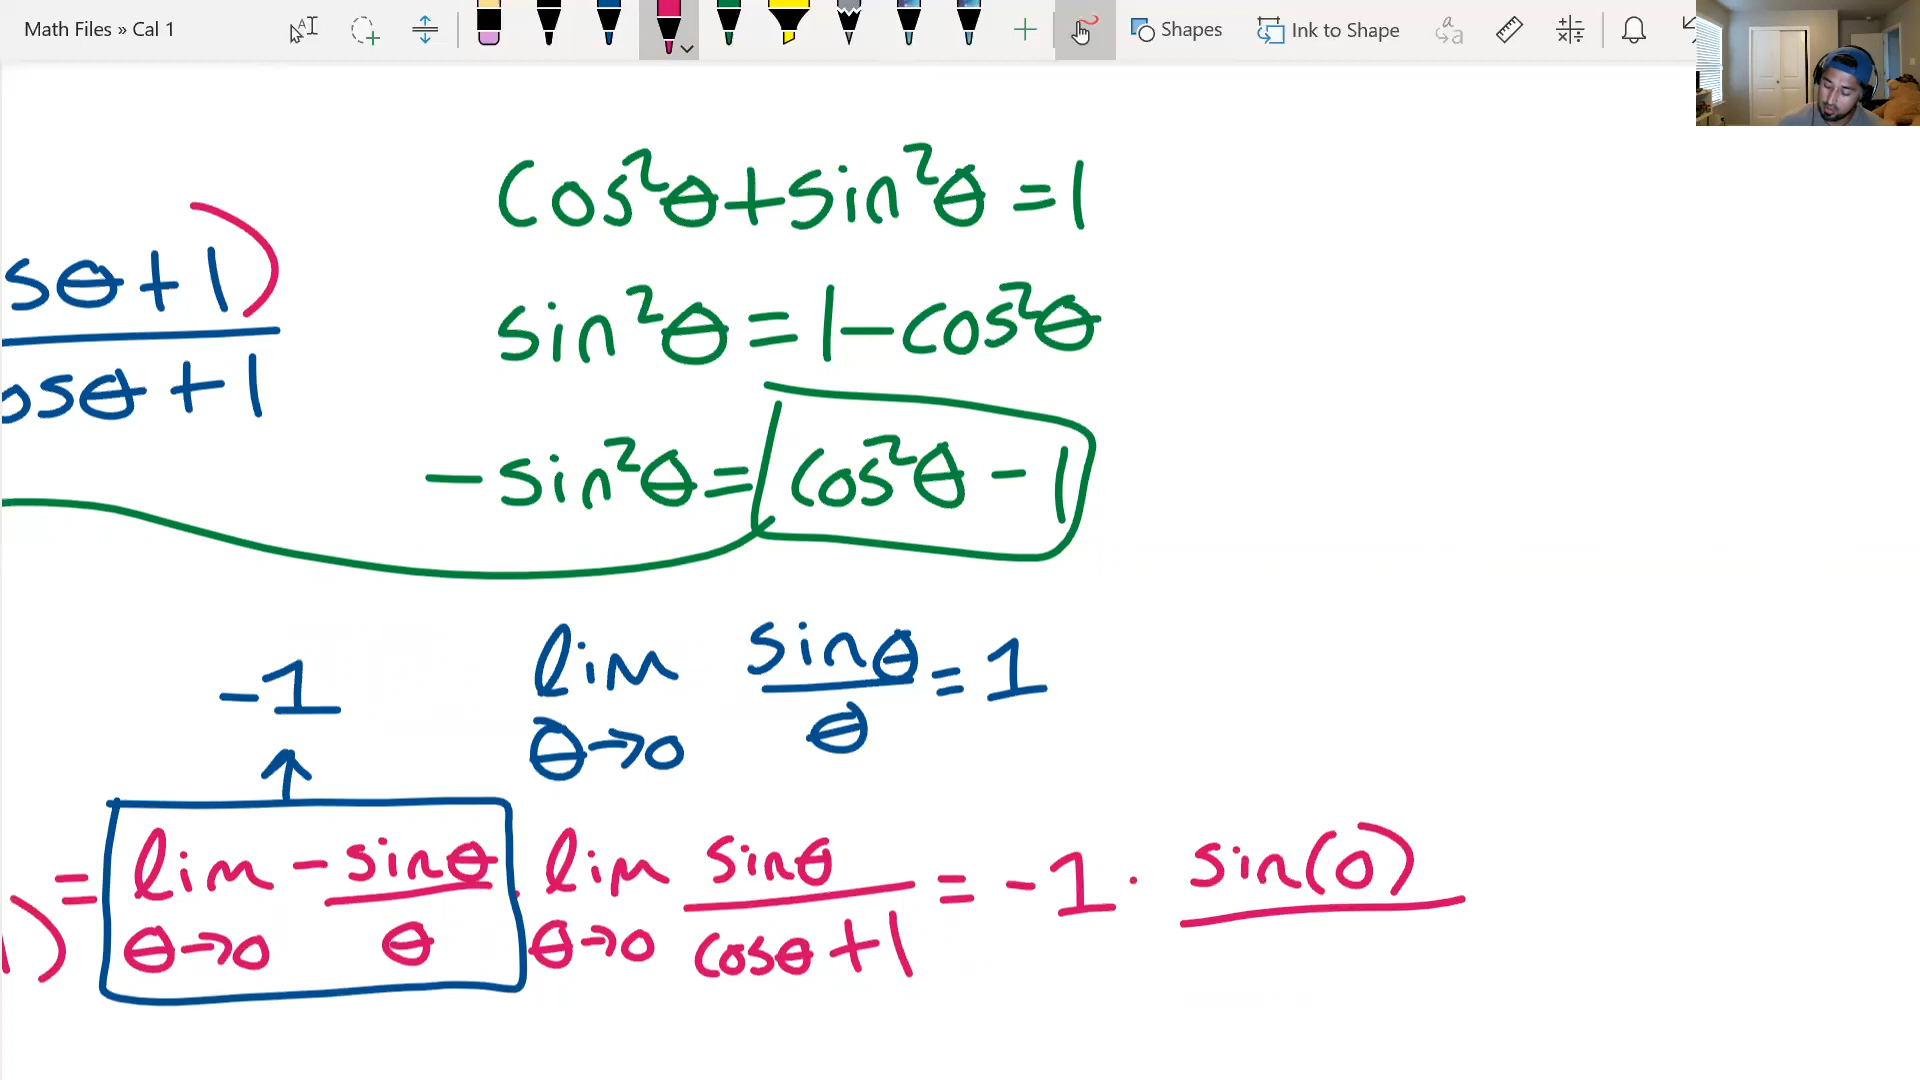 Math Files » Cal 1
Shapes
Ink to Shape
cos²θ+sin²θ=1
sθ+1)
sin²θ=1-cos²θ
osθ+1
-sin²θ=cos²θ-1
-1
lim sinθ/θ = 1
θ→0
) = lim -sinθ/θ · lim sinθ/(cosθ+1) = -1 · sin(0)
θ→0 θ→0